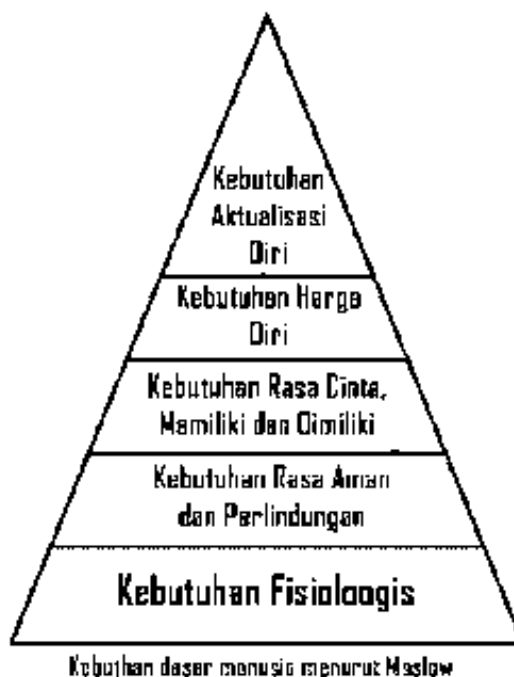 Kebutuhan
Aktualisasi
Diri
Kebutuhan Harga
Diri
Kebutuhan Rasa Cinta,
Memiliki dan Dimiliki
Kebutuhan Rasa Aman
dan Perlindungan
Kebutuhan Fisioloogis
Kebuthan dasar manusia menurut Maslow